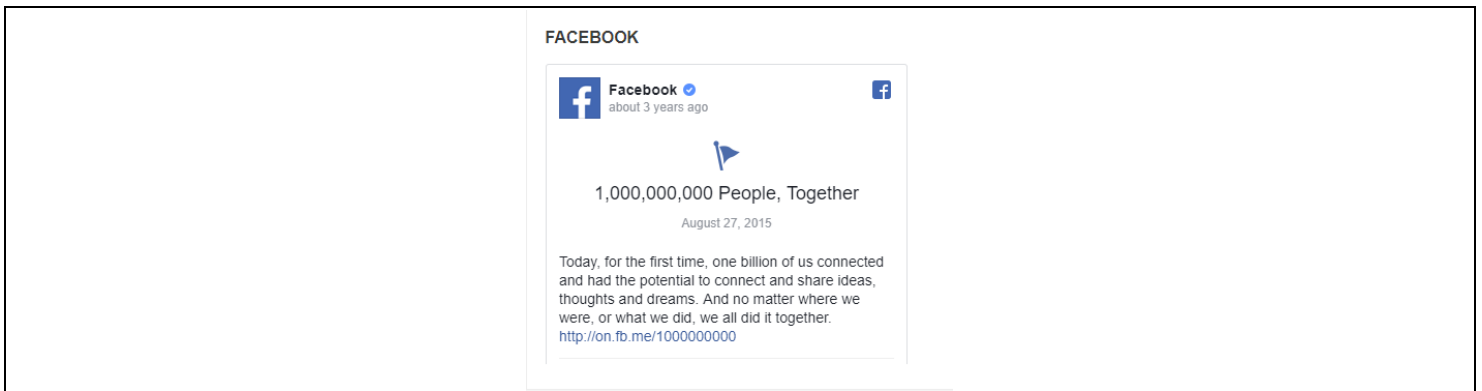 FACEBOOK
Facebook
about 3 years ago
1,000,000,000 People, Together
August 27, 2015
Today, for the first time, one billion of us connected
and had the potential to connect and share ideas,
thoughts and dreams. And no matter where we
were, or what we did, we all did it together.
http://on.fb.me/1000000000